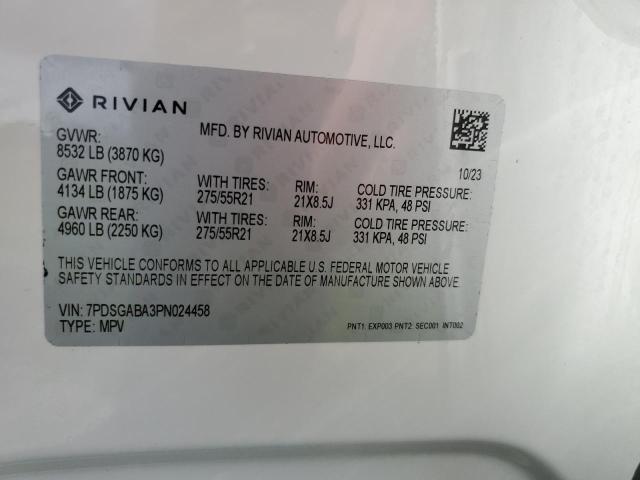 RIVIAN
MFD. BY RIVIAN AUTOMOTIVE, LLC.
GVWR:
8532 LB (3870 KG)
10/23
GAWR FRONT: WITH TIRES: RIM: COLD TIRE PRESSURE:
4134 LB (1875 KG) 275/55R21 21X8.5J 331 KPA, 48 PSI
GAWR REAR: WITH TIRES: RIM: COLD TIRE PRESSURE:
4960 LB (2250 KG) 275/55R21 21X8.5J 331 KPA, 48 PSI
THIS VEHICLE CONFORMS TO ALL APPLICABLE U.S. FEDERAL MOTOR VEHICLE
SAFETY STANDARDS IN EFFECT ON THE DATE OF MANUFACTURE SHOWN ABOVE.
VIN: 7PDSGABA3PN024458
TYPE: MPV
PNT1: EXP003 PNT2: SEC001 INT002